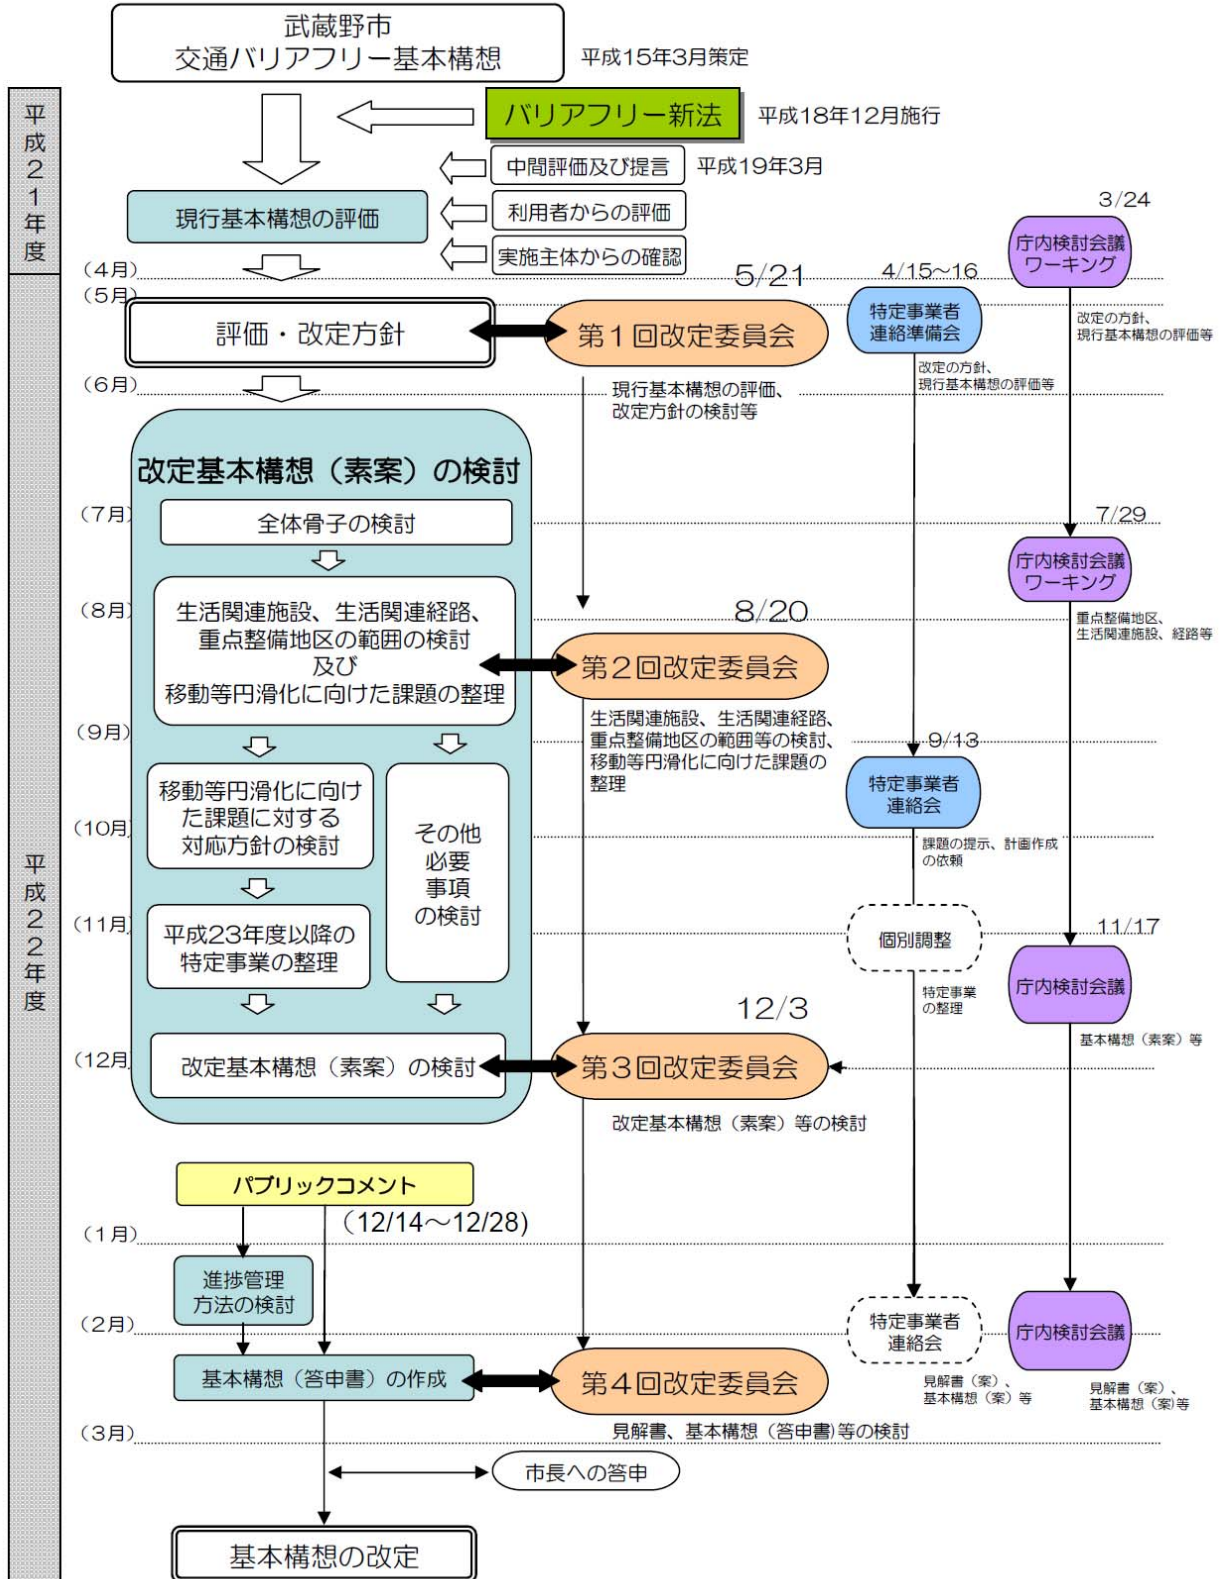 武蔵野市
交通バリアフリー基本構想
平成15年3月策定
平成21年度
バリアフリー新法
平成18年12月施行
中間評価及び提言
平成19年3月
現行基本構想の評価
利用者からの評価
実施主体からの確認
3/24
庁内検討会議
ワーキング
(4月)
5/21
4/15～16
(5月)
評価・改定方針
第1回改定委員会
特定事業者
連絡準備会
改定の方針、
現行基本構想の評価等
改定の方針、
現行基本構想の評価等
(6月)
現行基本構想の評価、
改定方針の検討等
平成22年度
改定基本構想（素案）の検討
(7月)
全体骨子の検討
7/29
庁内検討会議
ワーキング
重点整備地区、
生活関連施設、経路等
(8月)
生活関連施設、生活関連経路、
重点整備地区の範囲の検討
及び
移動等円滑化に向けた課題の整理
8/20
第2回改定委員会
生活関連施設、生活関連経路、
重点整備地区の範囲等の検討、
移動等円滑化に向けた課題の
整理
(9月)
9/13
特定事業者
連絡会
課題の提示、計画作成
の依頼
移動等円滑化に向け
た課題に対する
対応方針の検討
その他
必要
事項
の検討
(10月)
(11月)
平成23年度以降の
特定事業の整理
個別調整
特定事業
の整理
11/17
庁内検討会議
基本構想（素案）等
12/3
(12月)
改定基本構想（素案）の検討
第3回改定委員会
改定基本構想（素案）等の検討
パブリックコメント
(12/14～12/28)
(1月)
進捗管理
方法の検討
(2月)
特定事業者
連絡会
庁内検討会議
基本構想（答申書）の作成
第4回改定委員会
見解書（案）、
基本構想（案）等
見解書（案）、
基本構想（案)等
(3月)
見解書、基本構想（答申書)等の検討
市長への答申
基本構想の改定